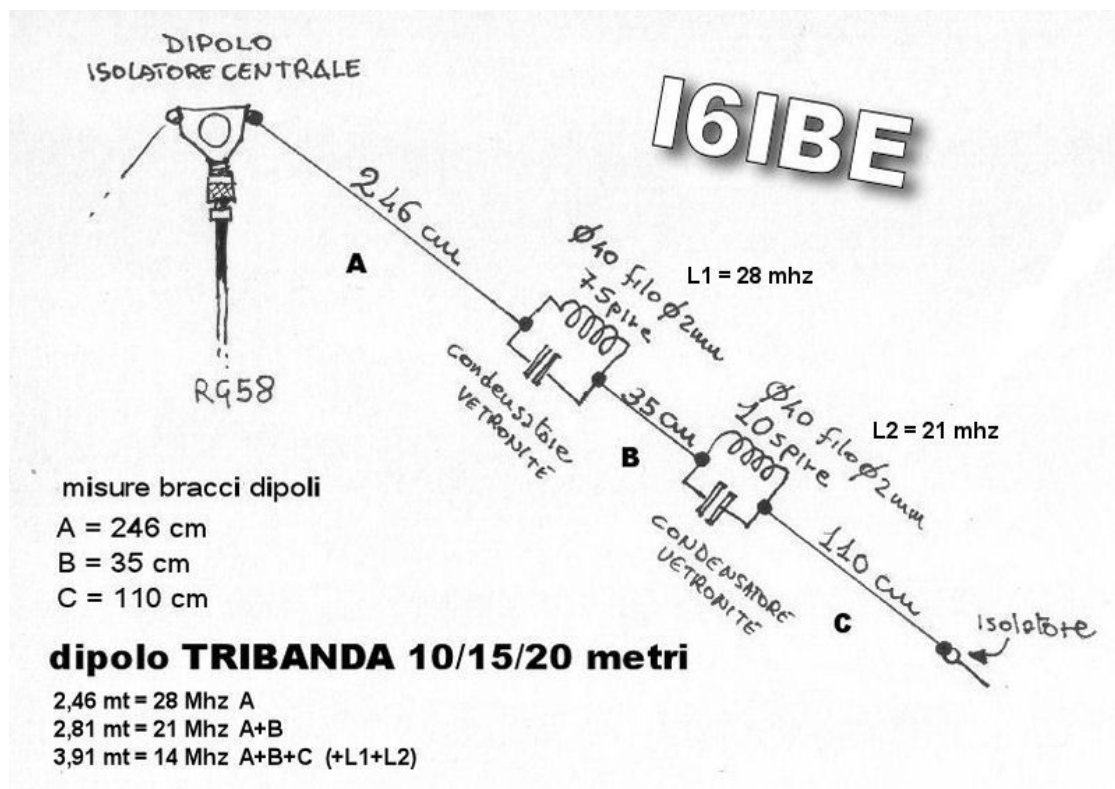 DIPOLO
ISOLATORE CENTRALE
I6IBE
246 cm
A
Ø40 filo Ø2mm
7 Spire
L1 = 28 mhz
condensatore
VETRONITE
RG58
35 cm
B
Ø40 filo Ø2mm
10 spire
L2 = 21 mhz
CONDENSATORE
VETRONITE
110 cm
C
isolatore
misure bracci dipoli
A = 246 cm
B = 35 cm
C = 110 cm
dipolo TRIBANDA 10/15/20 metri
2,46 mt = 28 Mhz A
2,81 mt = 21 Mhz A+B
3,91 mt = 14 Mhz A+B+C (+L1+L2)